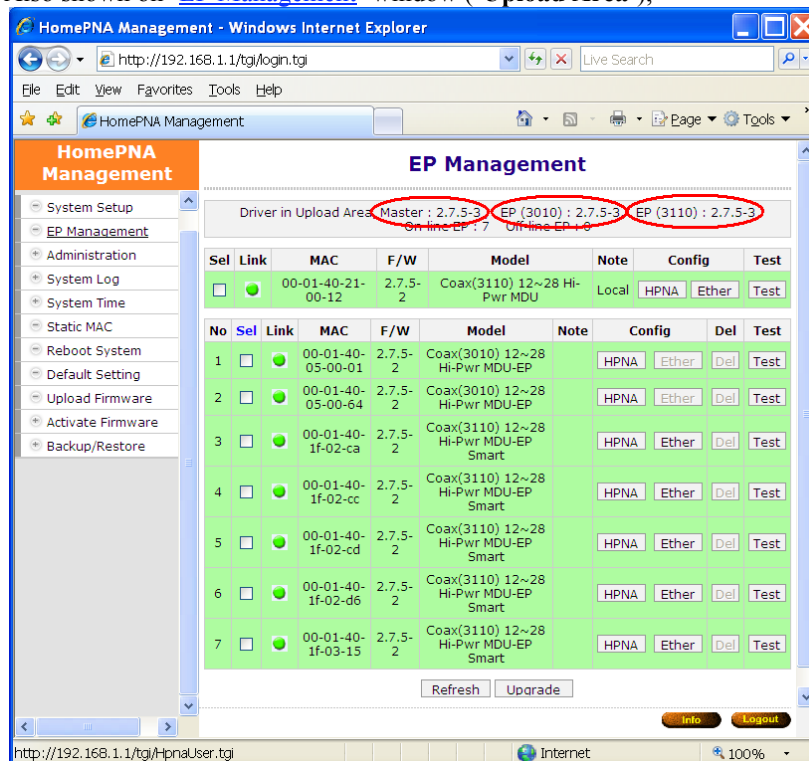 Also shown on "EP Management" window ("Upload Area"),
HomePNA Management - Windows Internet Explorer
http://192.168.1.1/tgi/login.tgi Live Search
File Edit View Favorites Tools Help
HomePNA Management Page Tools
HomePNA
Management
System Setup
EP Management
Administration
System Log
System Time
Static MAC
Reboot System
Default Setting
Upload Firmware
Activate Firmware
Backup/Restore
EP Management
Driver in Upload Area Master : 2.7.5-3 EP (3010) : 2.7.5-3 EP (3110) : 2.7.5-3
On-line EP : 7 Off-line EP : 0
Sel Link MAC F/W Model Note Config Test
00-01-40-21-
00-12 2.7.5-
2 Coax(3110) 12~28 Hi-
Pwr MDU Local HPNA Ether Test
No Sel Link MAC F/W Model Note Config Del Test
1 00-01-40-
05-00-01 2.7.5-
2 Coax(3010) 12~28
Hi-Pwr MDU-EP HPNA Ether Del Test
2 00-01-40-
05-00-64 2.7.5-
2 Coax(3010) 12~28
Hi-Pwr MDU-EP HPNA Ether Del Test
3 00-01-40-
1f-02-ca 2.7.5-
2 Coax(3110) 12~28
Hi-Pwr MDU-EP
Smart HPNA Ether Del Test
4 00-01-40-
1f-02-cc 2.7.5-
2 Coax(3110) 12~28
Hi-Pwr MDU-EP
Smart HPNA Ether Del Test
5 00-01-40-
1f-02-cd 2.7.5-
2 Coax(3110) 12~28
Hi-Pwr MDU-EP
Smart HPNA Ether Del Test
6 00-01-40-
1f-02-d6 2.7.5-
2 Coax(3110) 12~28
Hi-Pwr MDU-EP
Smart HPNA Ether Del Test
7 00-01-40-
1f-03-15 2.7.5-
2 Coax(3110) 12~28
Hi-Pwr MDU-EP
Smart HPNA Ether Del Test
Refresh Upgrade
Info Logout
http://192.168.1.1/tgi/HpnaUser.tgi Internet 100%